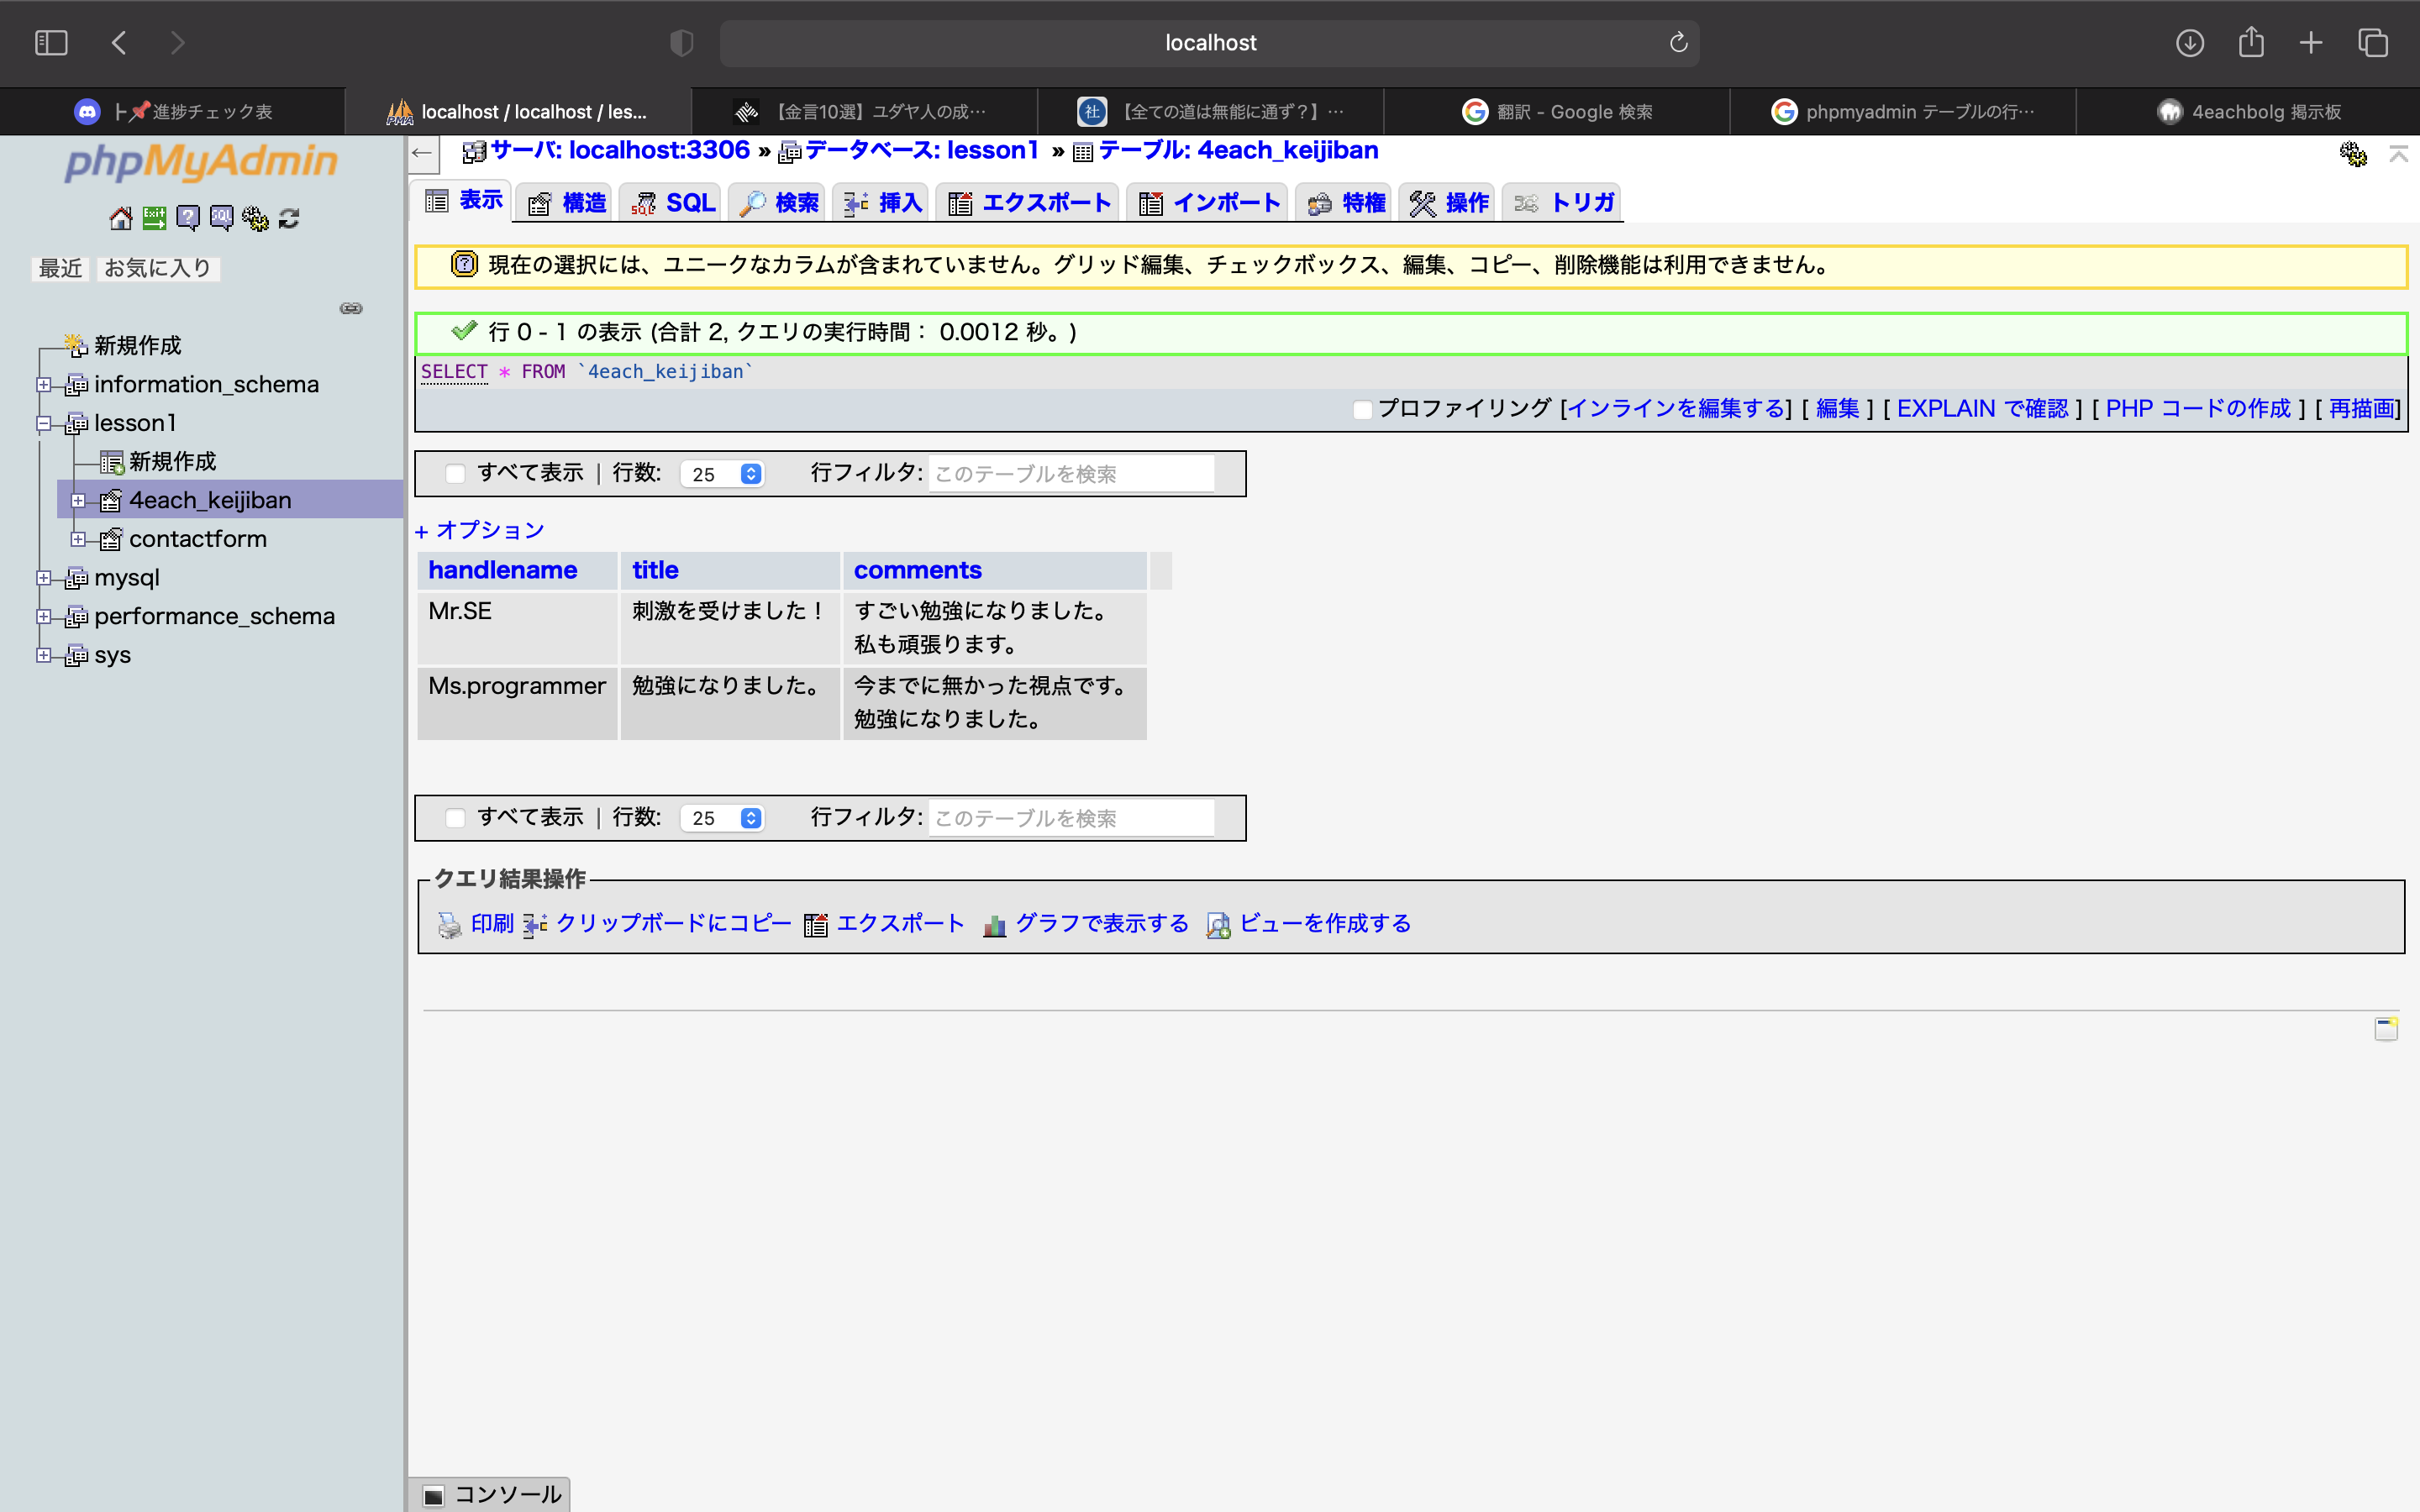 localhost
├📌進捗チェック表
localhost / localhost / les...
【金言10選】ユダヤ人の成…
社
【全ての道は無能に通ず？】…
翻訳 - Google 検索
phpmyadmin テーブルの行…
4eachbolg 掲示板
phpMyAdmin
最近 お気に入り
新規作成
information_schema
lesson1
新規作成
4each_keijiban
contactform
mysql
performance_schema
sys
サーバ: localhost:3306 » データベース: lesson1 » テーブル: 4each_keijiban
表示 構造 SQL 検索 挿入 エクスポート インポート 特権 操作 トリガ
現在の選択には、ユニークなカラムが含まれていません。グリッド編集、チェックボックス、編集、コピー、削除機能は利用できません。
行 0 - 1 の表示 (合計 2, クエリの実行時間： 0.0012 秒。)
SELECT * FROM `4each_keijiban`
プロファイリング [インラインを編集する] [ 編集 ] [ EXPLAIN で確認 ] [ PHP コードの作成 ] [ 再描画]
すべて表示 | 行数: 25 行フィルタ: このテーブルを検索
+ オプション
handlename title comments
Mr.SE 刺激を受けました！ すごい勉強になりました。
私も頑張ります。
Ms.programmer 勉強になりました。 今までに無かった視点です。
勉強になりました。
すべて表示 | 行数: 25 行フィルタ: このテーブルを検索
クエリ結果操作
印刷 クリップボードにコピー エクスポート グラフで表示する ビューを作成する
コンソール